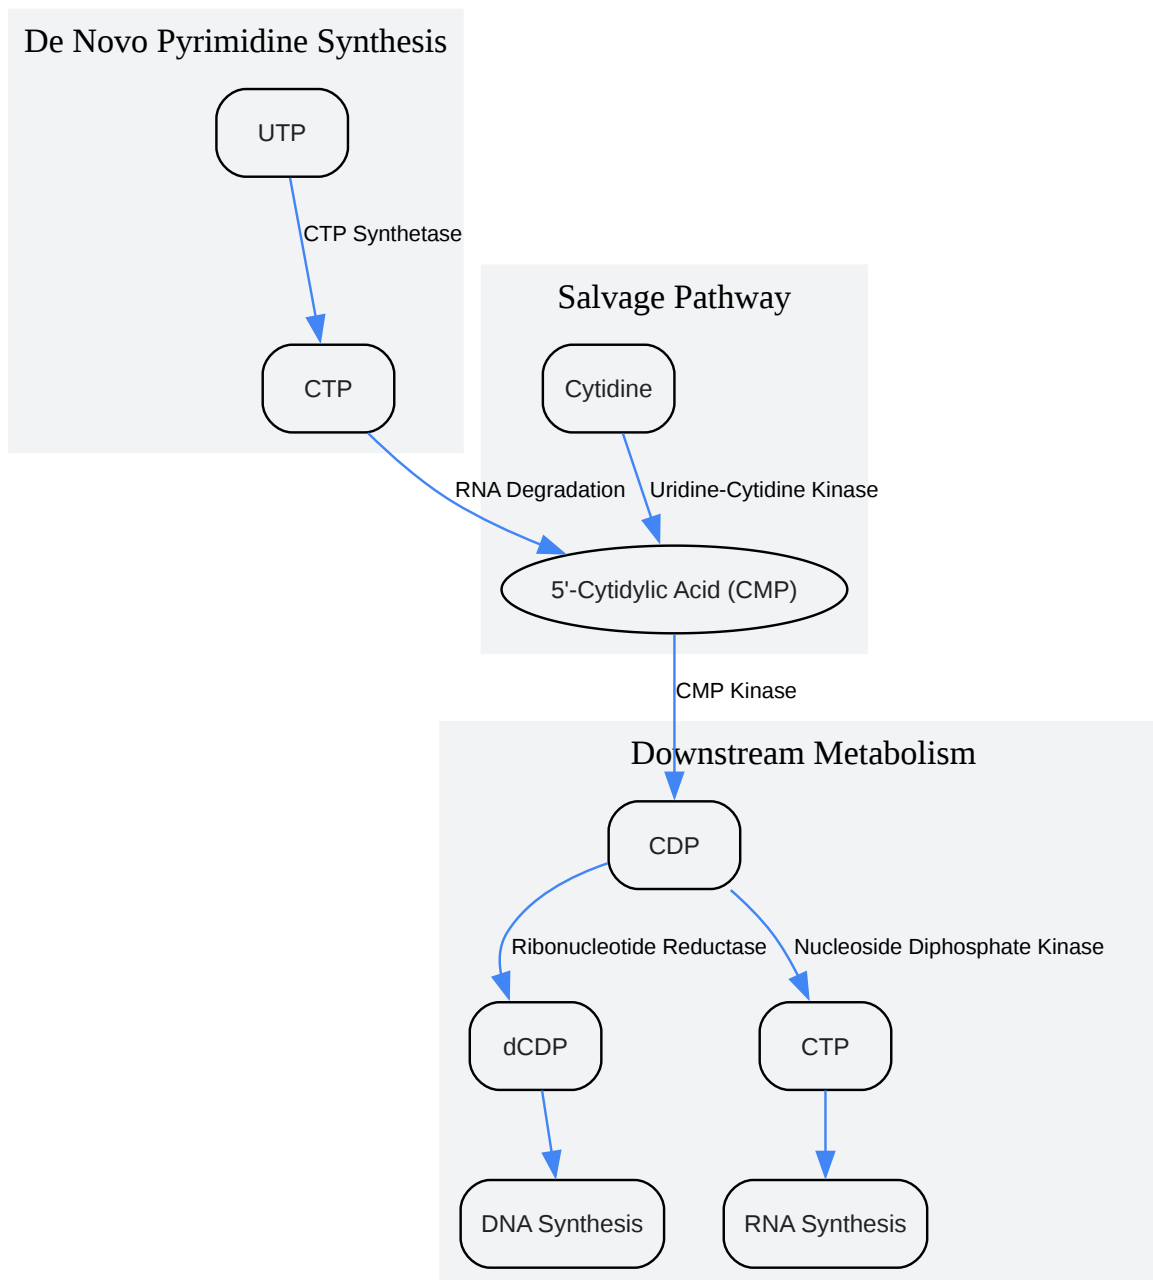 De Novo Pyrimidine Synthesis
UTP
CTP Synthetase
Salvage Pathway
CTP
Cytidine
RNA Degradation
Uridine-Cytidine Kinase
5'-Cytidylic Acid (CMP)
CMP Kinase
Downstream Metabolism
CDP
Ribonucleotide Reductase
Nucleoside Diphosphate Kinase
dCDP
CTP
DNA Synthesis
RNA Synthesis